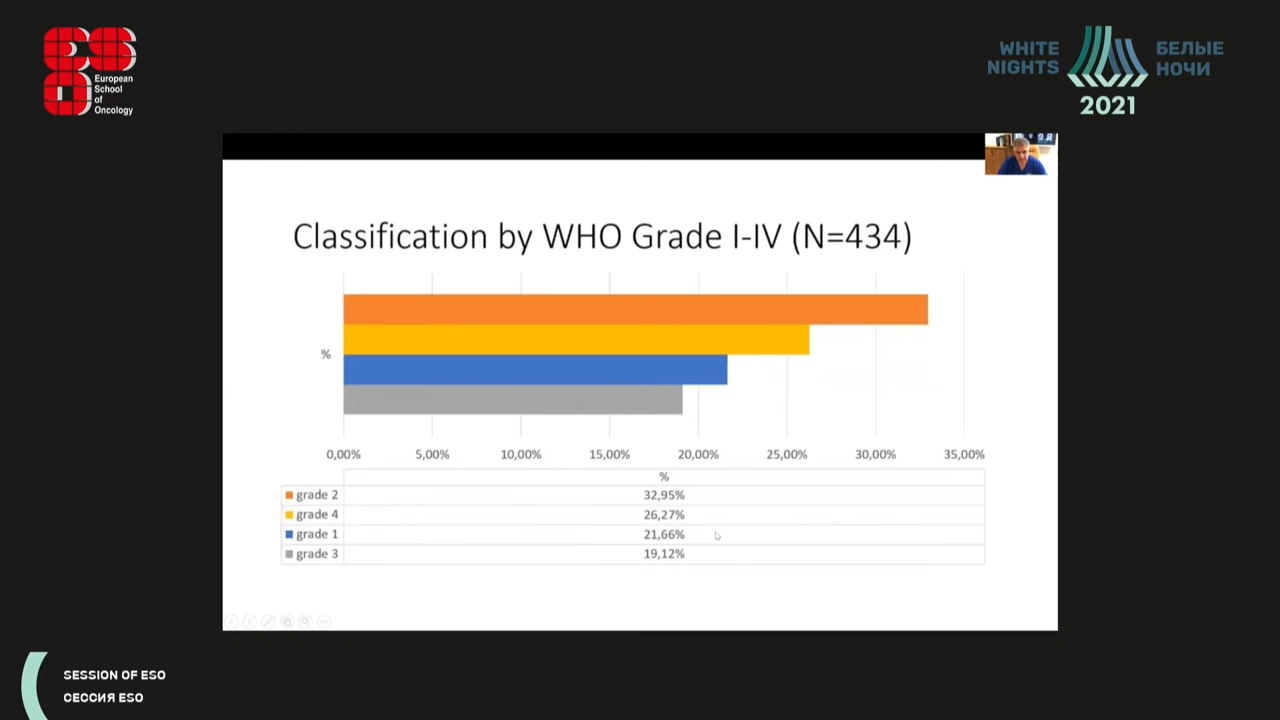 European
School
of
Oncology
WHITE
NIGHTS
БЕЛЫЕ
НОЧИ
2021
Classification by WHO Grade I-IV (N=434)
%
0,00% 5,00% 10,00% 15,00% 20,00% 25,00% 30,00% 35,00%
%
grade 2 32,95%
grade 4 26,27%
grade 1 21,66%
grade 3 19,12%
SESSION OF ESO
СЕССИЯ ESO